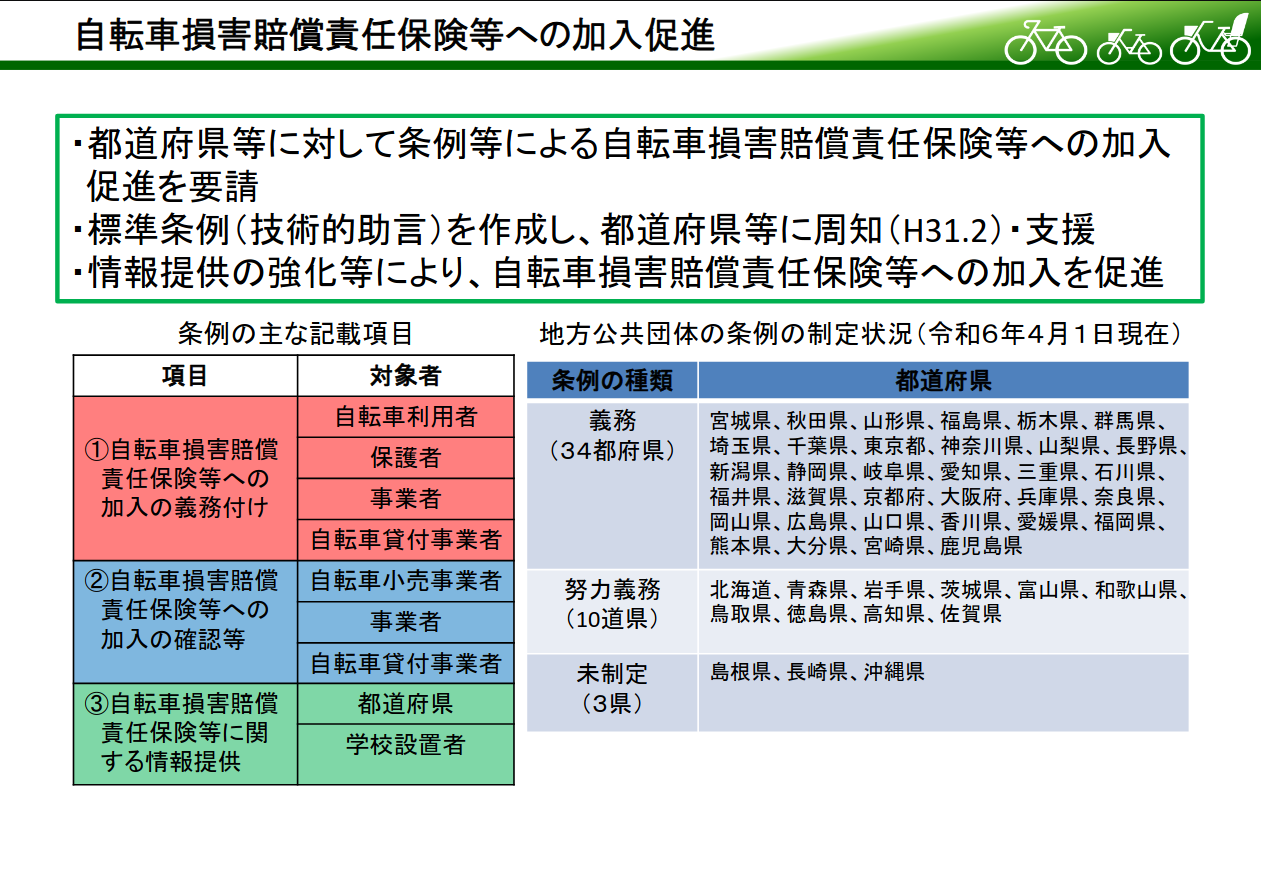 自転車損害賠償責任保険等への加入促進
・都道府県等に対して条例等による自転車損害賠償責任保険等への加入
促進を要請
・標準条例（技術的助言）を作成し、都道府県等に周知（H31.2）・支援
・情報提供の強化等により、自転車損害賠償責任保険等への加入を促進
条例の主な記載項目
項目
対象者
①自転車損害賠償
責任保険等への
加入の義務付け
自転車利用者
保護者
事業者
自転車貸付事業者
②自転車損害賠償
責任保険等への
加入の確認等
自転車小売事業者
事業者
自転車貸付事業者
③自転車損害賠償
責任保険等に関
する情報提供
都道府県
学校設置者
地方公共団体の条例の制定状況（令和６年４月１日現在）
条例の種類
都道府県
義務
（３４都府県）
宮城県、秋田県、山形県、福島県、栃木県、群馬県、
埼玉県、千葉県、東京都、神奈川県、山梨県、長野県、
新潟県、静岡県、岐阜県、愛知県、三重県、石川県、
福井県、滋賀県、京都府、大阪府、兵庫県、奈良県、
岡山県、広島県、山口県、香川県、愛媛県、福岡県、
熊本県、大分県、宮崎県、鹿児島県
努力義務
（10道県）
北海道、青森県、岩手県、茨城県、富山県、和歌山県、
鳥取県、徳島県、高知県、佐賀県
未制定
（３県）
島根県、長崎県、沖縄県